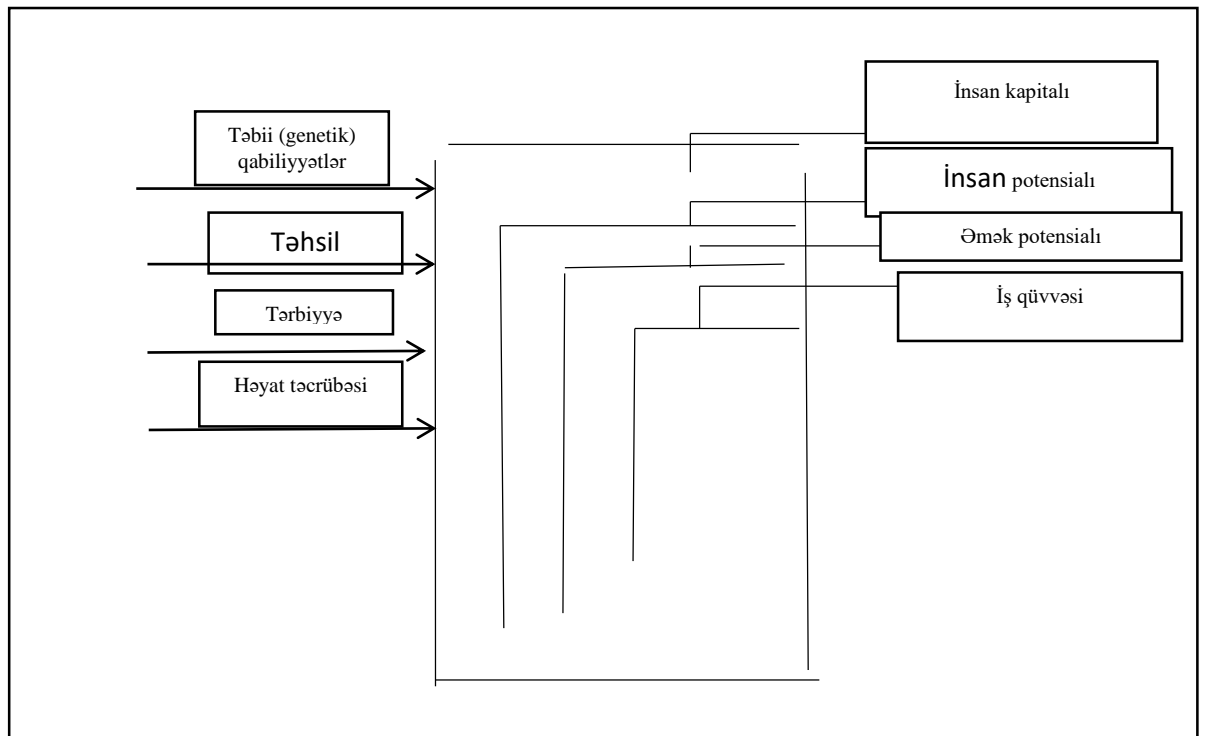 Təbii (genetik)
qabiliyyətlər
Təhsil
Tərbiyyə
Həyat təcrübəsi
İnsan kapitalı
İnsan potensialı
Əmək potensialı
İş qüvvəsi